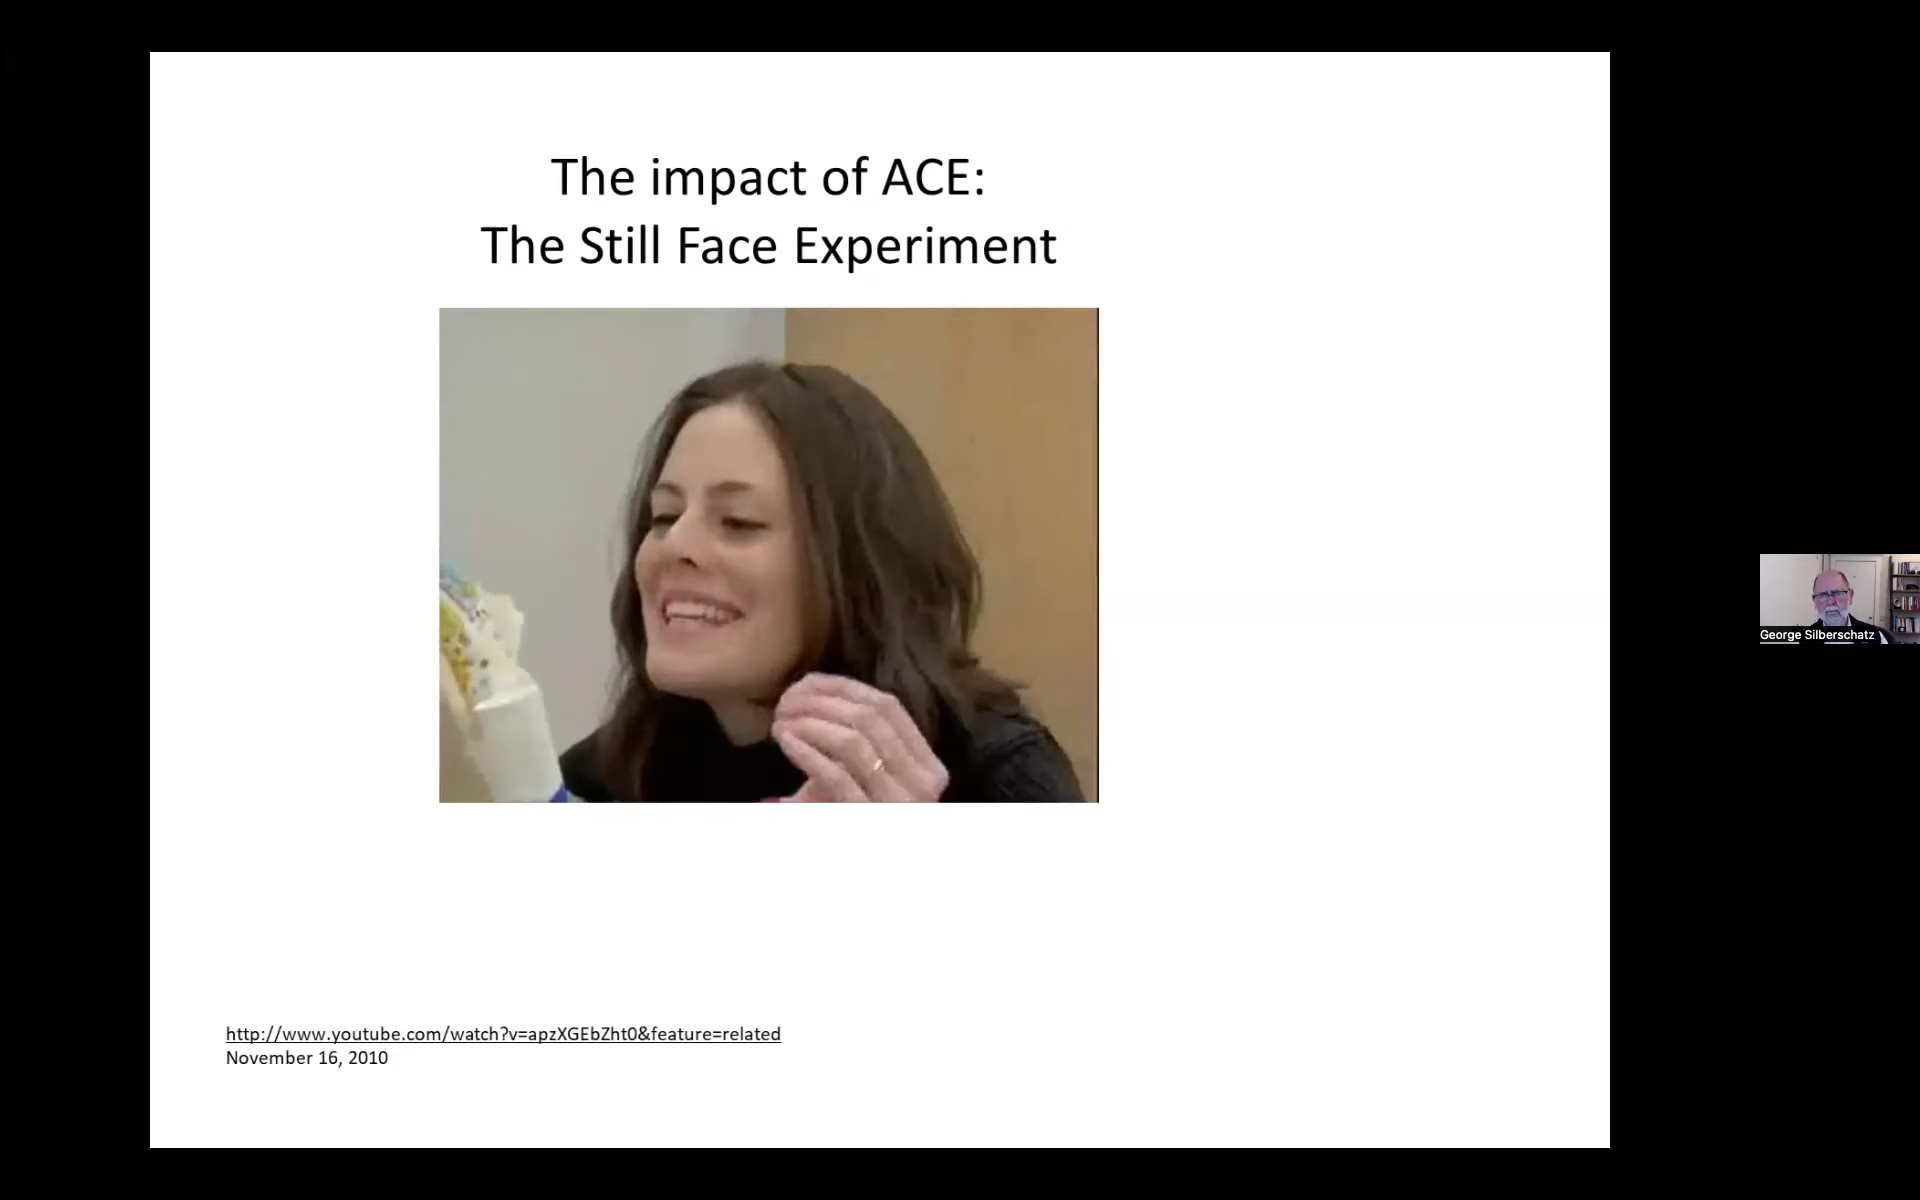 The impact of ACE:
The Still Face Experiment
George Silberschatz
http://www.youtube.com/watch?v=apzXGEbZht0&feature=related
November 16, 2010